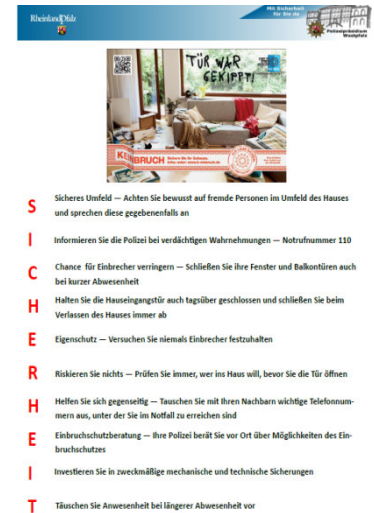 RheinlandPfalz
Mit Sicherheit
für Sie da
Polizeipräsidium
Westpfalz
TÜR WAR
GEKIPPT!
KEINBRUCH
S
Sicheres Umfeld — Achten Sie bewusst auf fremde Personen im Umfeld des Hauses
und sprechen diese gegebenenfalls an
I
Informieren Sie die Polizei bei verdächtigen Wahrnehmungen — Notrufnummer 110
C
Chance für Einbrecher verringern — Schließen Sie ihre Fenster und Balkontüren auch
bei kurzer Abwesenheit
H
Halten Sie die Hauseingangstür auch tagsüber geschlossen und schließen Sie beim
Verlassen des Hauses immer ab
E
Eigenschutz — Versuchen Sie niemals Einbrecher festzuhalten
R
Riskieren Sie nichts — Prüfen Sie immer, wer ins Haus will, bevor Sie die Tür öffnen
H
Helfen Sie sich gegenseitig — Tauschen Sie mit Ihren Nachbarn wichtige Telefonnum-
mern aus, unter der Sie im Notfall zu erreichen sind
E
Einbruchschutzberatung — Ihre Polizei berät Sie vor Ort über Möglichkeiten des Ein-
bruchschutzes
I
Investieren Sie in zweckmäßige mechanische und technische Sicherungen
T
Täuschen Sie Anwesenheit bei längerer Abwesenheit vor